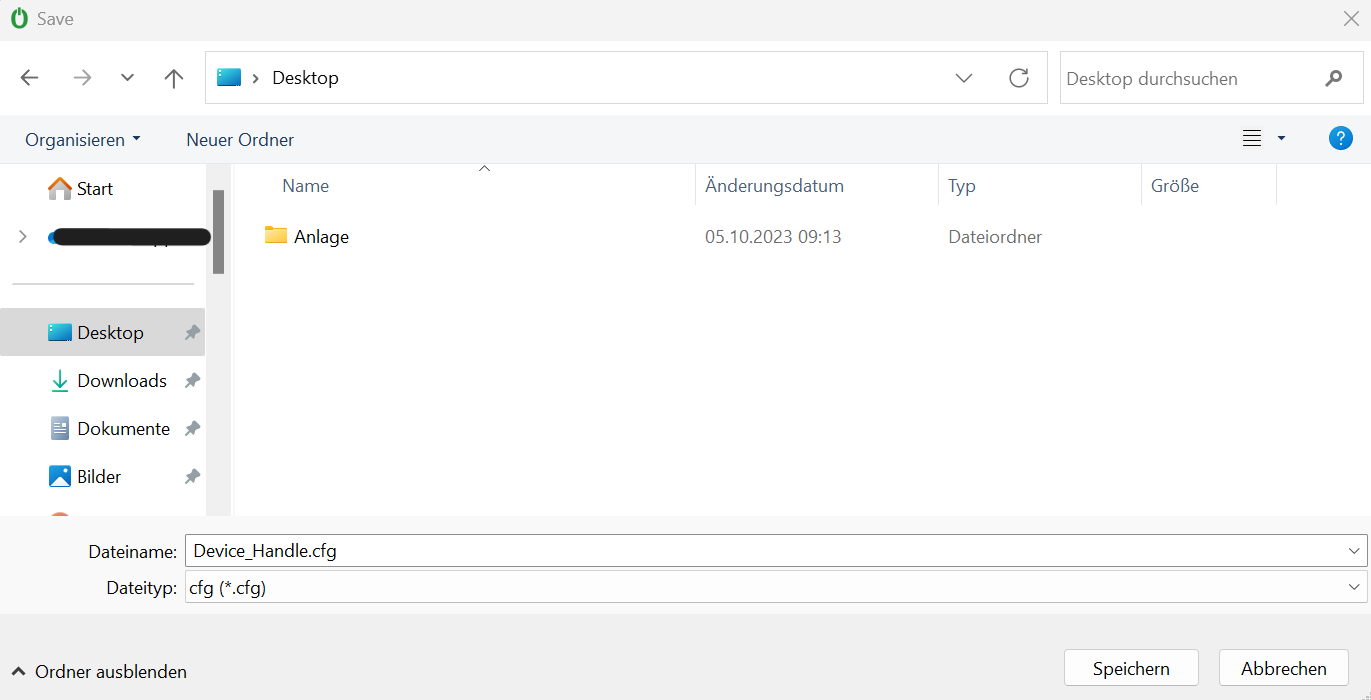 Save
Desktop
Desktop durchsuchen
Organisieren
Neuer Ordner
Start
Desktop
Downloads
Dokumente
Bilder
Name Änderungsdatum Typ Größe
Anlage 05.10.2023 09:13 Dateiordner
Dateiname: Device_Handle.cfg
Dateityp: cfg (*.cfg)
Ordner ausblenden
Speichern
Abbrechen